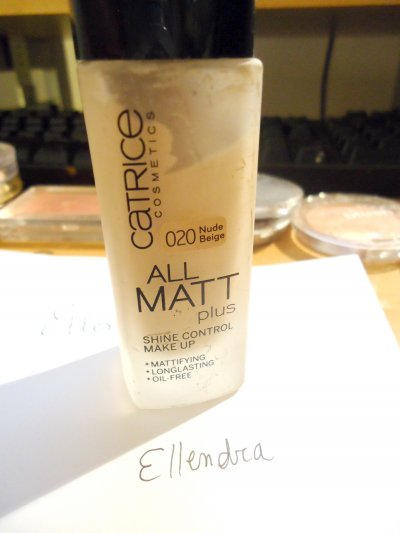 CATRICE
COSMETICS
020 Nude
Beige
ALL
MATT
plus
SHINE CONTROL
MAKE UP
+MATTIFYING
+LONGLASTING
+OIL-FREE
Ellendra